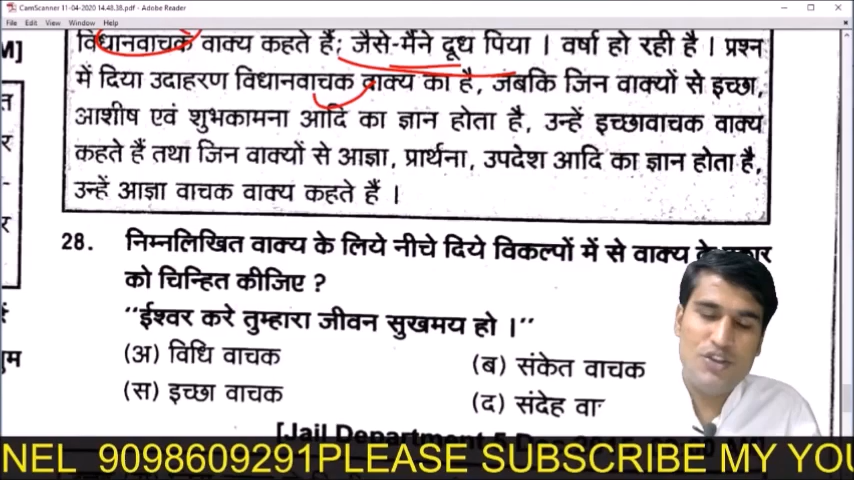 CamScanner 11-04-2020 14.48.38.pdf - Adobe Reader
File Edit View Window Help
विधानवाचक वाक्य कहते हैं; जैसे-मैंने दूध पिया । वर्षा हो रही है । प्रश्न
में दिया उदाहरण विधानवाचक वाक्य का है, जबकि जिन वाक्यों से इच्छा,
आशीष एवं शुभकामना आदि का ज्ञान होता है, उन्हें इच्छावाचक वाक्य
कहते हैं तथा जिन वाक्यों से आज्ञा, प्रार्थना, उपदेश आदि का ज्ञान होता है,
उन्हें आज्ञा वाचक वाक्य कहते हैं ।
28. निम्नलिखित वाक्य के लिये नीचे दिये विकल्पों में से वाक्य के
को चिन्हित कीजिए ?
‘‘ईश्वर करे तुम्हारा जीवन सुखमय हो ।’’
(अ) विधि वाचक (ब) संकेत वाचक
(स) इच्छा वाचक (द) संदेह वा
[Jail Department 5
NEL 9098609291PLEASE SUBSCRIBE MY YOU